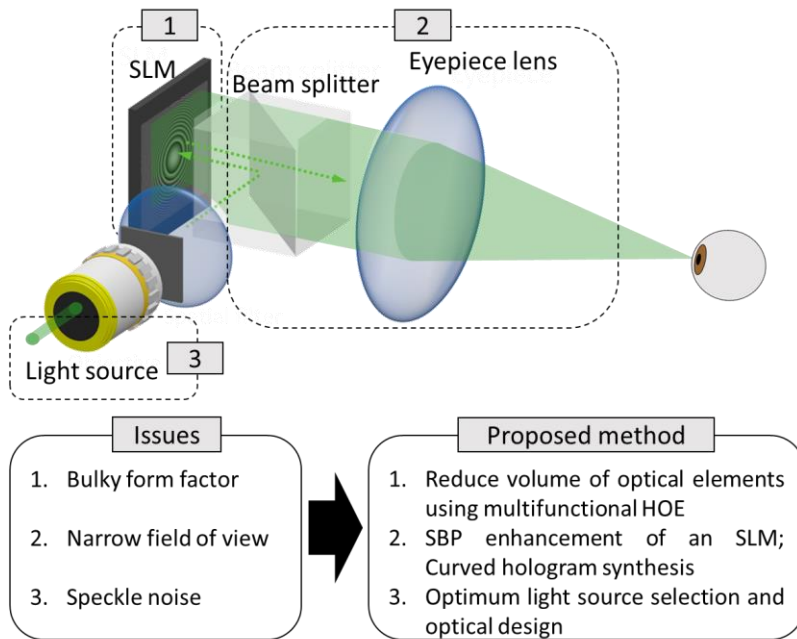 1
2
SLM
Eyepiece lens
Beam splitter
3
Light source
Issues
1. Bulky form factor
2. Narrow field of view
3. Speckle noise
Proposed method
1. Reduce volume of optical elements
using multifunctional HOE
2. SBP enhancement of an SLM;
Curved hologram synthesis
3. Optimum light source selection and
optical design